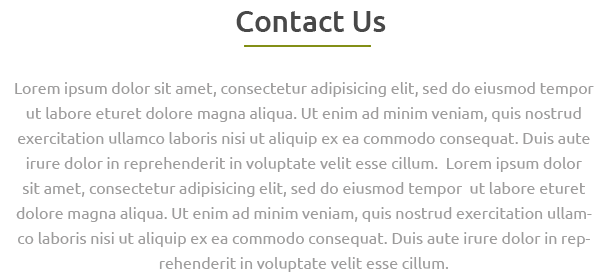 Contact Us
Lorem ipsum dolor sit amet, consectetur adipisicing elit, sed do eiusmod tempor
ut labore eturet dolore magna aliqua. Ut enim ad minim veniam, quis nostrud
exercitation ullamco laboris nisi ut aliquip ex ea commodo consequat. Duis aute
irure dolor in reprehenderit in voluptate velit esse cillum.  Lorem ipsum dolor
sit amet, consectetur adipisicing elit, sed do eiusmod tempor  ut labore eturet
dolore magna aliqua. Ut enim ad minim veniam, quis nostrud exercitation ullam-
co laboris nisi ut aliquip ex ea commodo consequat. Duis aute irure dolor in rep-
rehenderit in voluptate velit esse cillum.